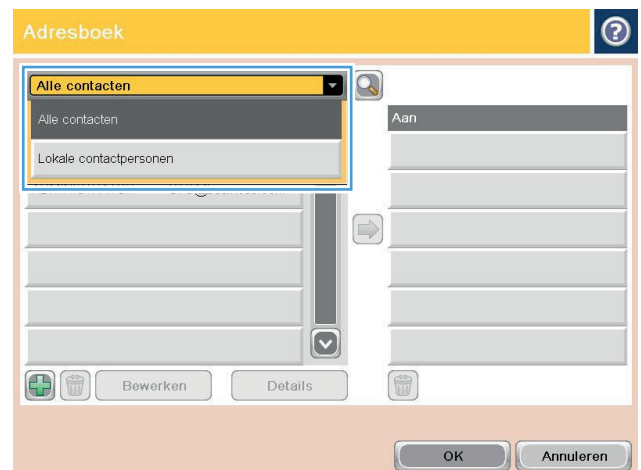 Adresboek
Alle contacten
Alle contacten
Lokale contactpersonen
Aan
Bewerken
Details
OK
Annuleren